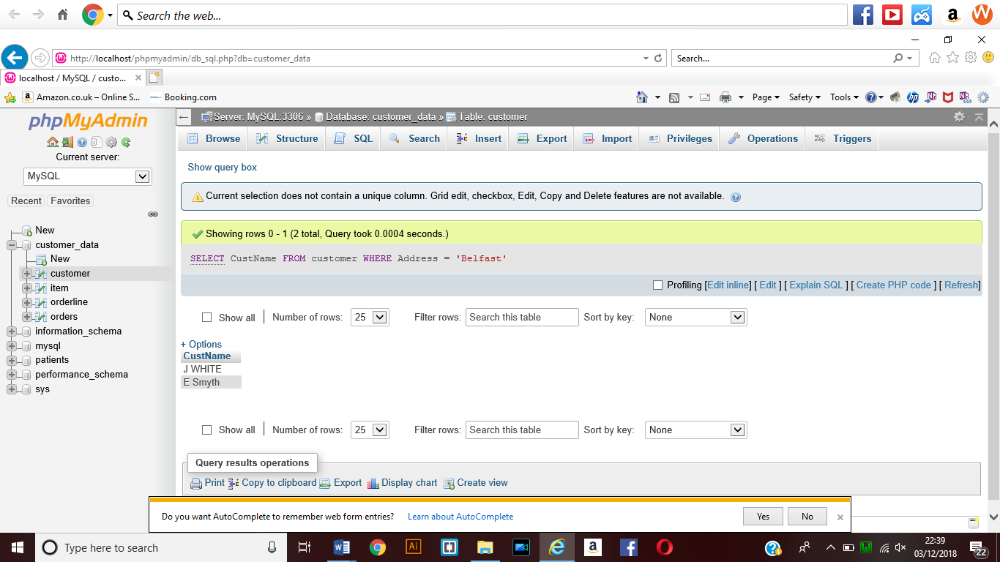 Search the web...
http://localhost/phpmyadmin/db_sql.php?db=customer_data
Search...
localhost / MySQL / custo...
Amazon.co.uk – Online S...
Booking.com
Page
Safety
Tools
phpMyAdmin
Current server:
MySQL
Recent
Favorites
New
customer_data
New
customer
item
orderline
orders
information_schema
mysql
patients
performance_schema
sys
Server: MySQL:3306 » Database: customer_data » Table: customer
Browse Structure SQL Search Insert Export Import Privileges Operations Triggers
Show query box
Current selection does not contain a unique column. Grid edit, checkbox, Edit, Copy and Delete features are not available.
Showing rows 0 - 1 (2 total, Query took 0.0004 seconds.)
SELECT CustName FROM customer WHERE Address = 'Belfast'
Profiling [Edit inline] [ Edit ] [ Explain SQL ] [ Create PHP code ] [ Refresh]
Show all | Number of rows: 25 Filter rows: Search this table Sort by key: None
+ Options
CustName
J WHITE
E Smyth
Show all | Number of rows: 25 Filter rows: Search this table Sort by key: None
Query results operations
Print Copy to clipboard Export Display chart Create view
Do you want AutoComplete to remember web form entries? Learn about AutoComplete Yes No
Type here to search
22:39
03/12/2018
22